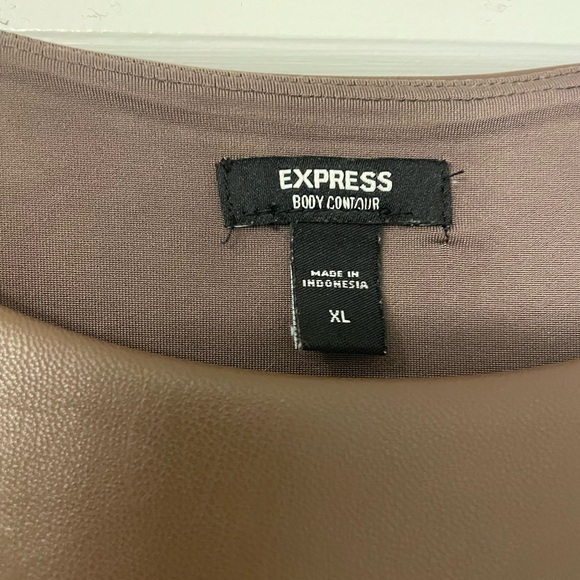 EXPRESS
BODY CONTOUR
MADE IN
INDONESIA
XL